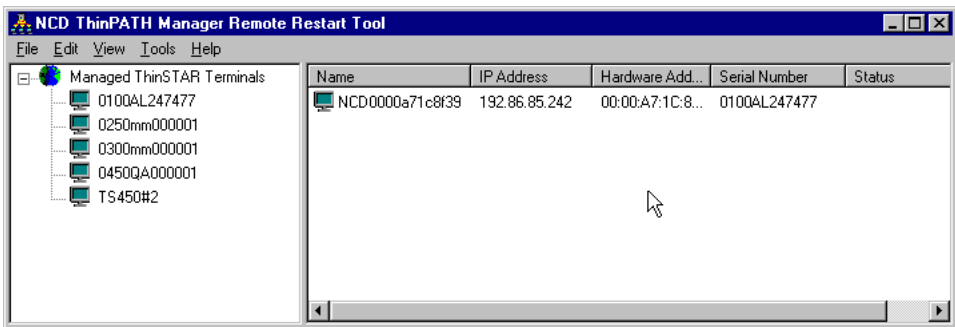 NCD ThinPATH Manager Remote Restart Tool
File Edit View Tools Help
Managed ThinSTAR Terminals
0100AL247477
0250mm000001
0300mm000001
0450QA000001
TS450#2
Name IP Address Hardware Add... Serial Number Status
NCD0000a71c8f39 192.86.85.242 00:00:A7:1C:8... 0100AL247477